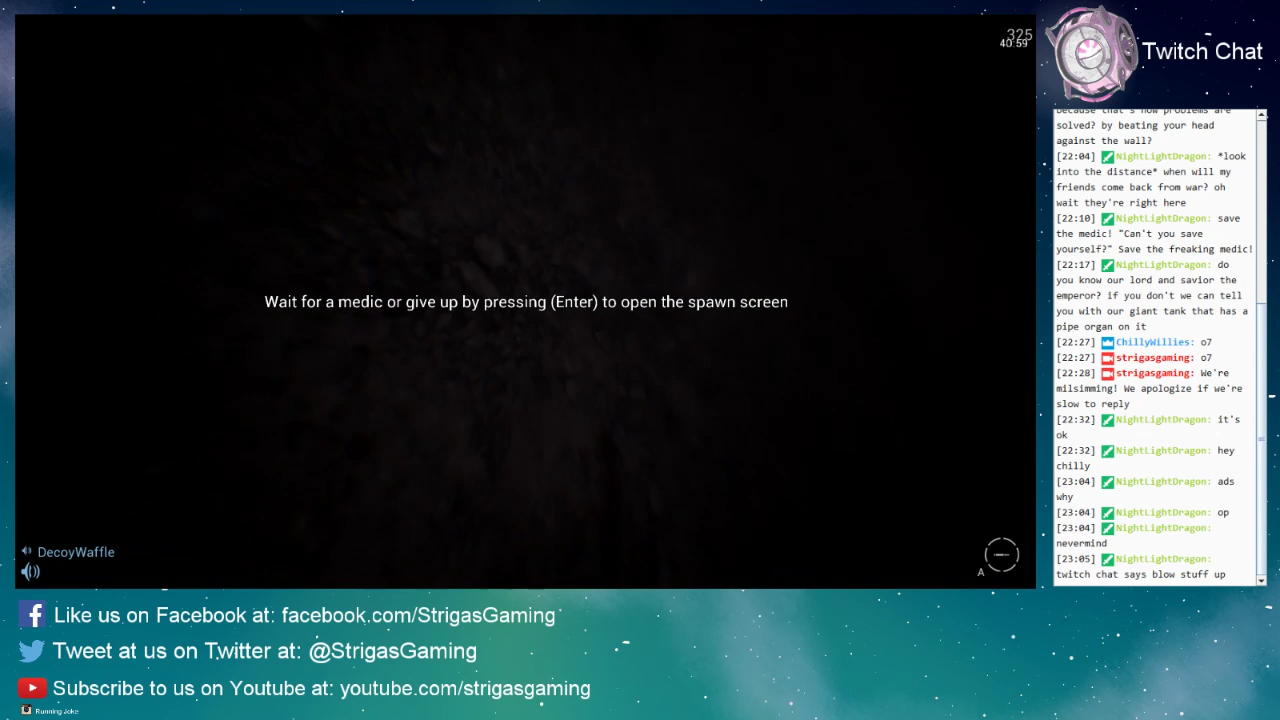 325
40:59
Wait for a medic or give up by pressing (Enter) to open the spawn screen
DecoyWaffle
A
Twitch Chat
because that's how problems are
solved? by beating your head
against the wall?
[22:04] NightLightDragon: *look
into the distance* when will my
friends come back from war? oh
wait they're right here
[22:10] NightLightDragon: save
the medic! "Can't you save
yourself?" Save the freaking medic!
[22:17] NightLightDragon: do
you know our lord and savior the
emperor? if you don't we can tell
you with our giant tank that has a
pipe organ on it
[22:27] ChillyWillies: o7
[22:27] strigasgaming: o7
[22:28] strigasgaming: We're
milsimming! We apologize if we're
slow to reply
[22:32] NightLightDragon: it's
ok
[22:32] NightLightDragon: hey
chilly
[23:04] NightLightDragon: ads
why
[23:04] NightLightDragon: op
[23:04] NightLightDragon:
nevermind
[23:05] NightLightDragon:
twitch chat says blow stuff up
Like us on Facebook at: facebook.com/StrigasGaming
Tweet at us on Twitter at: @StrigasGaming
Subscribe to us on Youtube at: youtube.com/strigasgaming
Running Joke